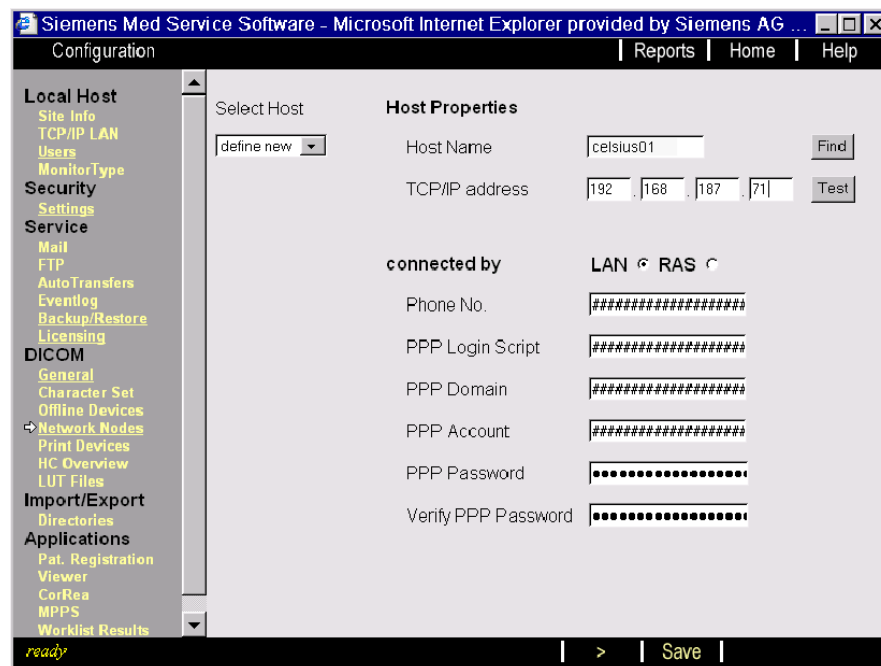 Siemens Med Service Software - Microsoft Internet Explorer provided by Siemens AG ...
Configuration
Reports
Home
Help
Local Host
Site Info
TCP/IP LAN
Users
MonitorType
Security
Settings
Service
Mail
FTP
AutoTransfers
Eventlog
Backup/Restore
Licensing
DICOM
General
Character Set
Offline Devices
Network Nodes
Print Devices
HC Overview
LUT Files
Import/Export
Directories
Applications
Pat. Registration
Viewer
CorRea
MPPS
Worklist Results
Select Host
define new
Host Properties
Host Name celsius01 Find
TCP/IP address 192 . 168 . 187 . 71 Test
connected by LAN RAS
Phone No. ####################
PPP Login Script ####################
PPP Domain ####################
PPP Account ####################
PPP Password ●●●●●●●●●●●●●●●●●●
Verify PPP Password ●●●●●●●●●●●●●●●●●●
ready
> Save